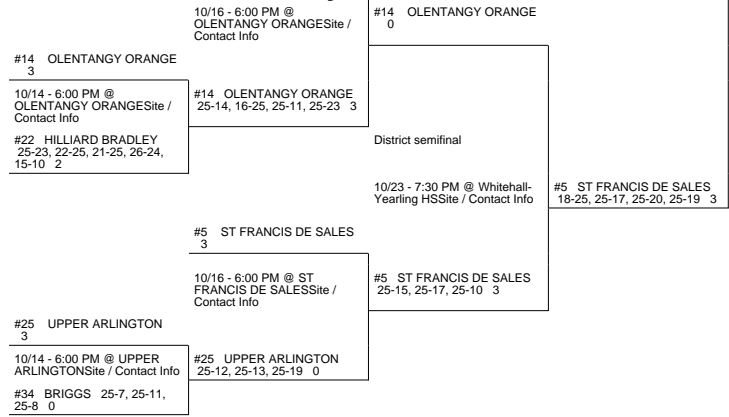 10/16 - 6:00 PM @
OLENTANGY ORANGESite /
Contact Info
#14 OLENTANGY ORANGE
0
#14 OLENTANGY ORANGE
3
10/14 - 6:00 PM @
OLENTANGY ORANGESite /
Contact Info
#14 OLENTANGY ORANGE
25-14, 16-25, 25-11, 25-23 3
#22 HILLIARD BRADLEY
25-23, 22-25, 21-25, 26-24,
15-10 2
District semifinal
10/23 - 7:30 PM @ Whitehall-
Yearling HSSite / Contact Info
#5 ST FRANCIS DE SALES
18-25, 25-17, 25-20, 25-19 3
#5 ST FRANCIS DE SALES
3
10/16 - 6:00 PM @ ST
FRANCIS DE SALESSite /
Contact Info
#5 ST FRANCIS DE SALES
25-15, 25-17, 25-10 3
#25 UPPER ARLINGTON
3
10/14 - 6:00 PM @ UPPER
ARLINGTONSite / Contact Info
#25 UPPER ARLINGTON
25-12, 25-13, 25-19 0
#34 BRIGGS 25-7, 25-11,
25-8 0